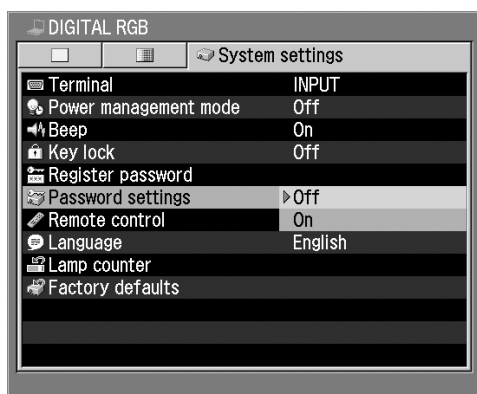 DIGITAL RGB
System settings
Terminal INPUT
Power management mode Off
Beep On
Key lock Off
Register password
Password settings Off
Remote control On
Language English
Lamp counter
Factory defaults